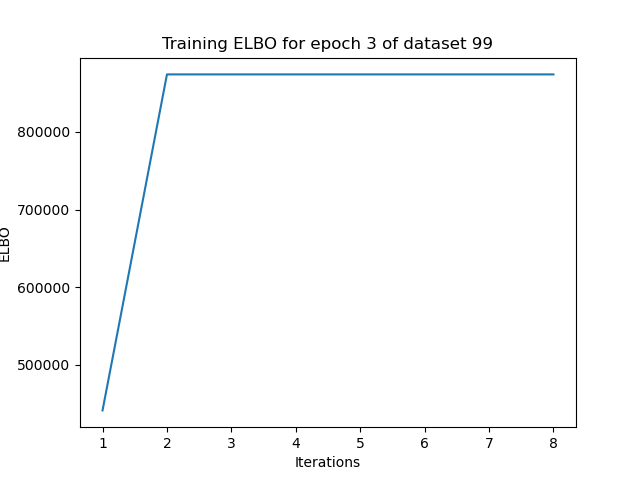 Training ELBO for epoch 3 of dataset 99
800000
700000
600000
500000
ELBO
1 2 3 4 5 6 7 8
Iterations